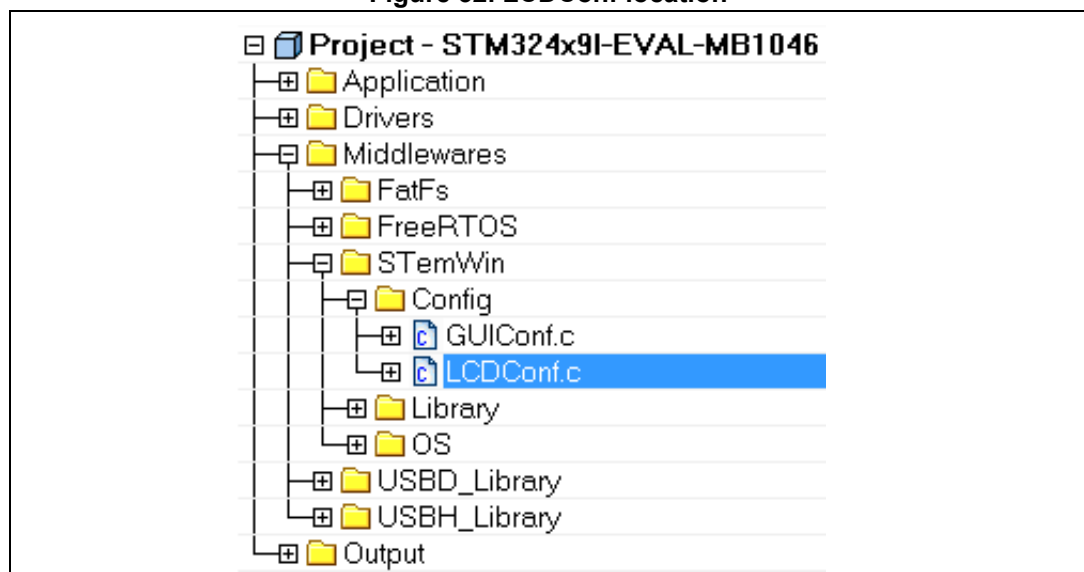 Project - STM324x9I-EVAL-MB1046
Application
Drivers
Middlewares
FatFs
FreeRTOS
STemWin
Config
GUIConf.c
LCDConf.c
Library
OS
USBD_Library
USBH_Library
Output